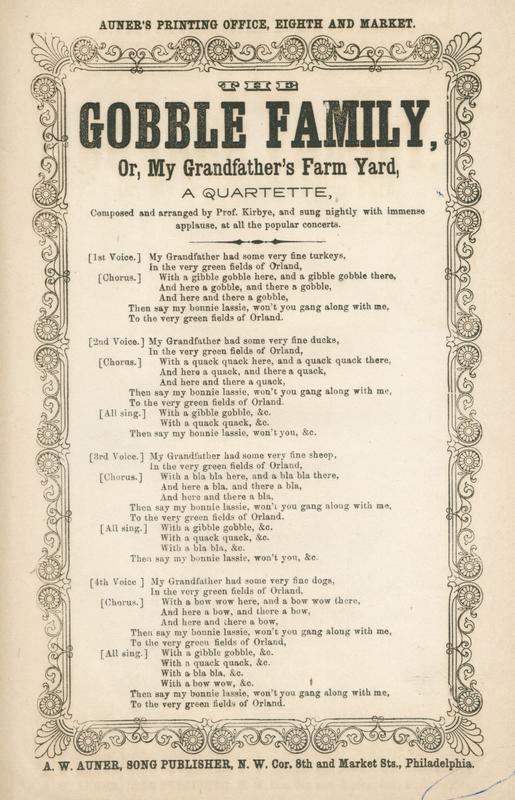 AUNER'S PRINTING OFFICE, EIGHTH AND MARKET.
THE
GOBBLE FAMILY,
Or, My Grandfather's Farm Yard,
A QUARTETTE,
Composed and arranged by Prof. Kirbye, and sung nightly with immense
applause, at all the popular concerts.
[1st Voice.] My Grandfather had some very fine turkeys,
In the very green fields of Orland,
[Chorus.] With a gibble gobble here, and a gibble gobble there,
And here a gobble, and there a gobble,
And here and there a gobble,
Then say my bonnie lassie, won't you gang along with me,
To the very green fields of Orland.
[2nd Voice.] My Grandfather had some very fine ducks,
In the very green fields of Orland,
[Chorus.] With a quack quack here, and a quack quack there,
And here a quack, and there a quack,
And here and there a quack,
Then say my bonnie lassie, won't you gang along with me,
To the very green fields of Orland.
[All sing.] With a gibble gobble, &c.
With a quack quack, &c.
Then say my bonnie lassie, won't you, &c.
[3rd Voice.] My Grandfather had some very fine sheep,
In the very green fields of Orland,
[Chorus.] With a bla bla here, and a bla bla there,
And here a bla, and there a bla,
And here and there a bla,
Then say my bonnie lassie, won't you gang along with me,
To the very green fields of Orland.
[All sing.] With a gibble gobble, &c.
With a quack quack, &c.
With a bla bla, &c.
Then say my bonnie lassie, won't you, &c.
[4th Voice ] My Grandfather had some very fine dogs,
In the very green fields of Orland,
[Chorus.] With a bow wow here, and a bow wow there,
And here a bow, and there a bow,
And here and there a bow,
Then say my bonnie lassie, won't you gang along with me,
To the very green fields of Orland,
[All sing.] With a gibble gobble, &c.
With a quack quack, &c.
With a bla bla, &c.
With a bow wow, &c.
Then say my bonnie lassie, won't you gang along with me,
To the very green fields of Orland.
A. W. AUNER, SONG PUBLISHER, N. W. Cor. 8th and Market Sts., Philadelphia.